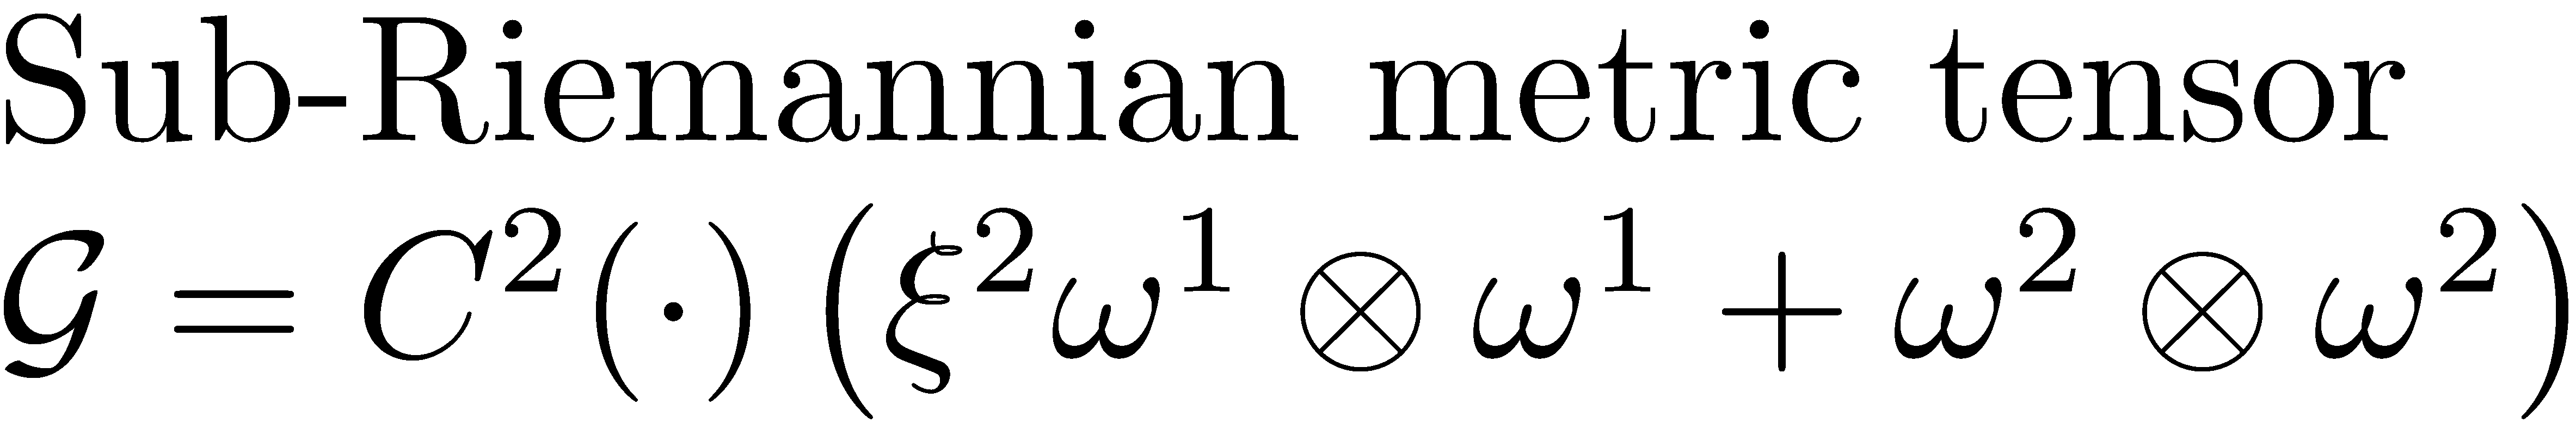 Sub-Riemannian metric tensor
𝒢 = C²(·) (ξ²ω¹ ⊗ ω¹ + ω² ⊗ ω²)